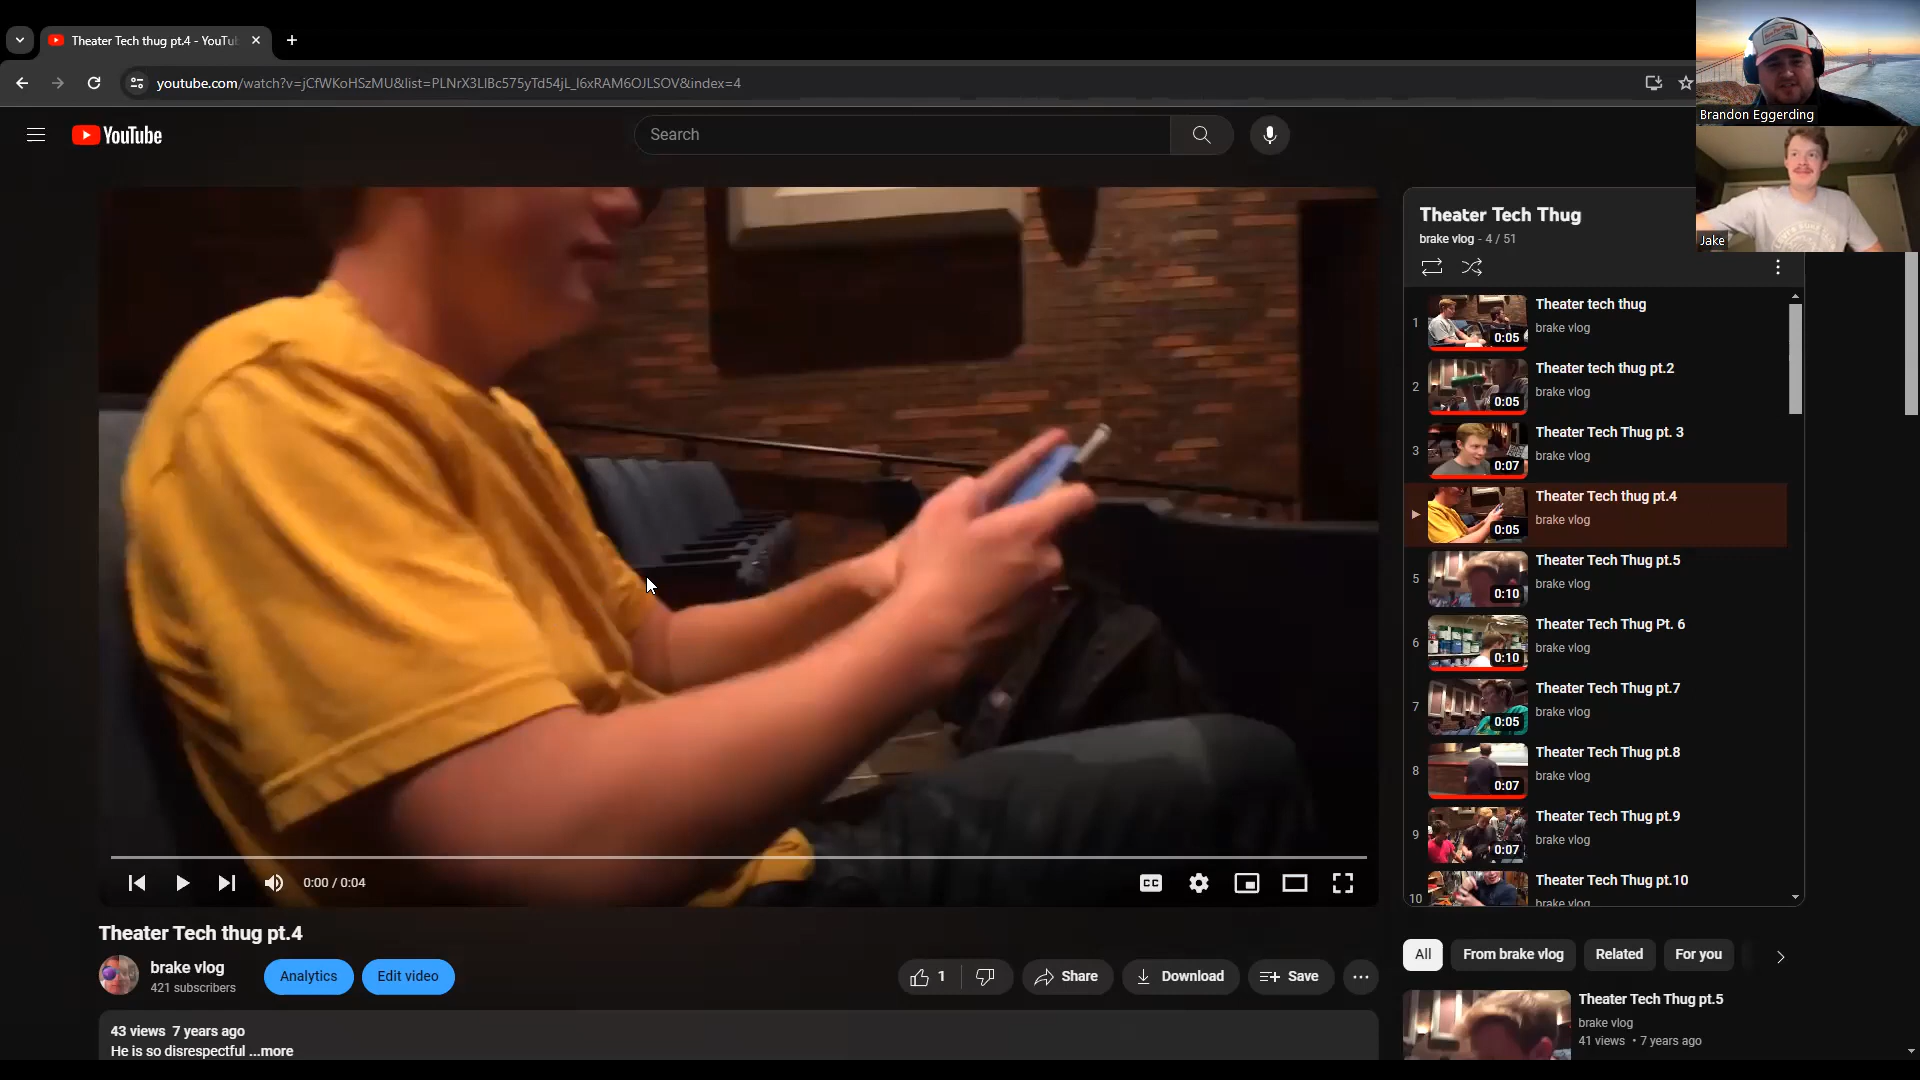 Theater Tech thug pt.4 - YouTu
youtube.com/watch?v=jCfWKoHSzMU&list=PLNrX3LlBc575yTd54jL_l6xRAM6OJLSOV&index=4
Brandon Eggerding
Jake
YouTube
Search
Theater Tech Thug
brake vlog - 4 / 51
1
Theater tech thug
brake vlog
0:05
2
Theater tech thug pt.2
brake vlog
0:05
3
Theater Tech Thug pt. 3
brake vlog
0:07
Theater Tech thug pt.4
brake vlog
0:05
5
Theater Tech Thug pt.5
brake vlog
0:10
6
Theater Tech Thug Pt. 6
brake vlog
0:10
7
Theater Tech Thug pt.7
brake vlog
0:05
8
Theater Tech Thug pt.8
brake vlog
0:07
9
Theater Tech Thug pt.9
brake vlog
0:07
10
Theater Tech Thug pt.10
brake vlog
0:00 / 0:04
CC
Theater Tech thug pt.4
brake vlog
421 subscribers
Analytics
Edit video
1
Share
Download
Save
43 views 7 years ago
He is so disrespectful ...more
All
From brake vlog
Related
For you
Theater Tech Thug pt.5
brake vlog
41 views • 7 years ago